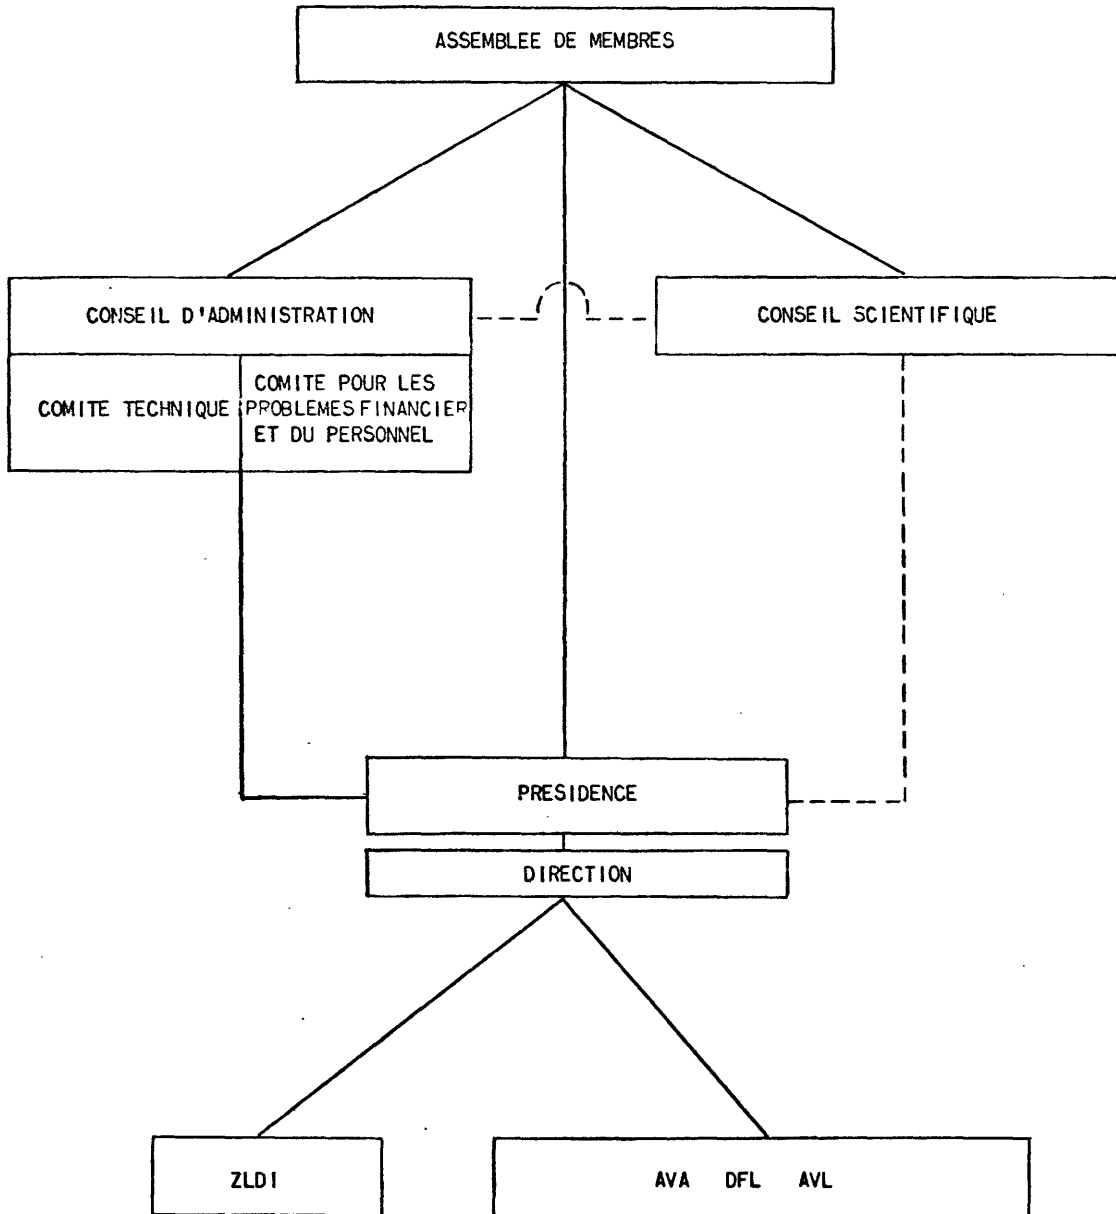 ASSEMBLEE DE MEMBRES
CONSEIL D'ADMINISTRATION
CONSEIL SCIENTIFIQUE
COMITE TECHNIQUE
COMITE POUR LES
PROBLEMES FINANCIER
ET DU PERSONNEL
PRESIDENCE
DIRECTION
ZLDI
AVA DFL AVL